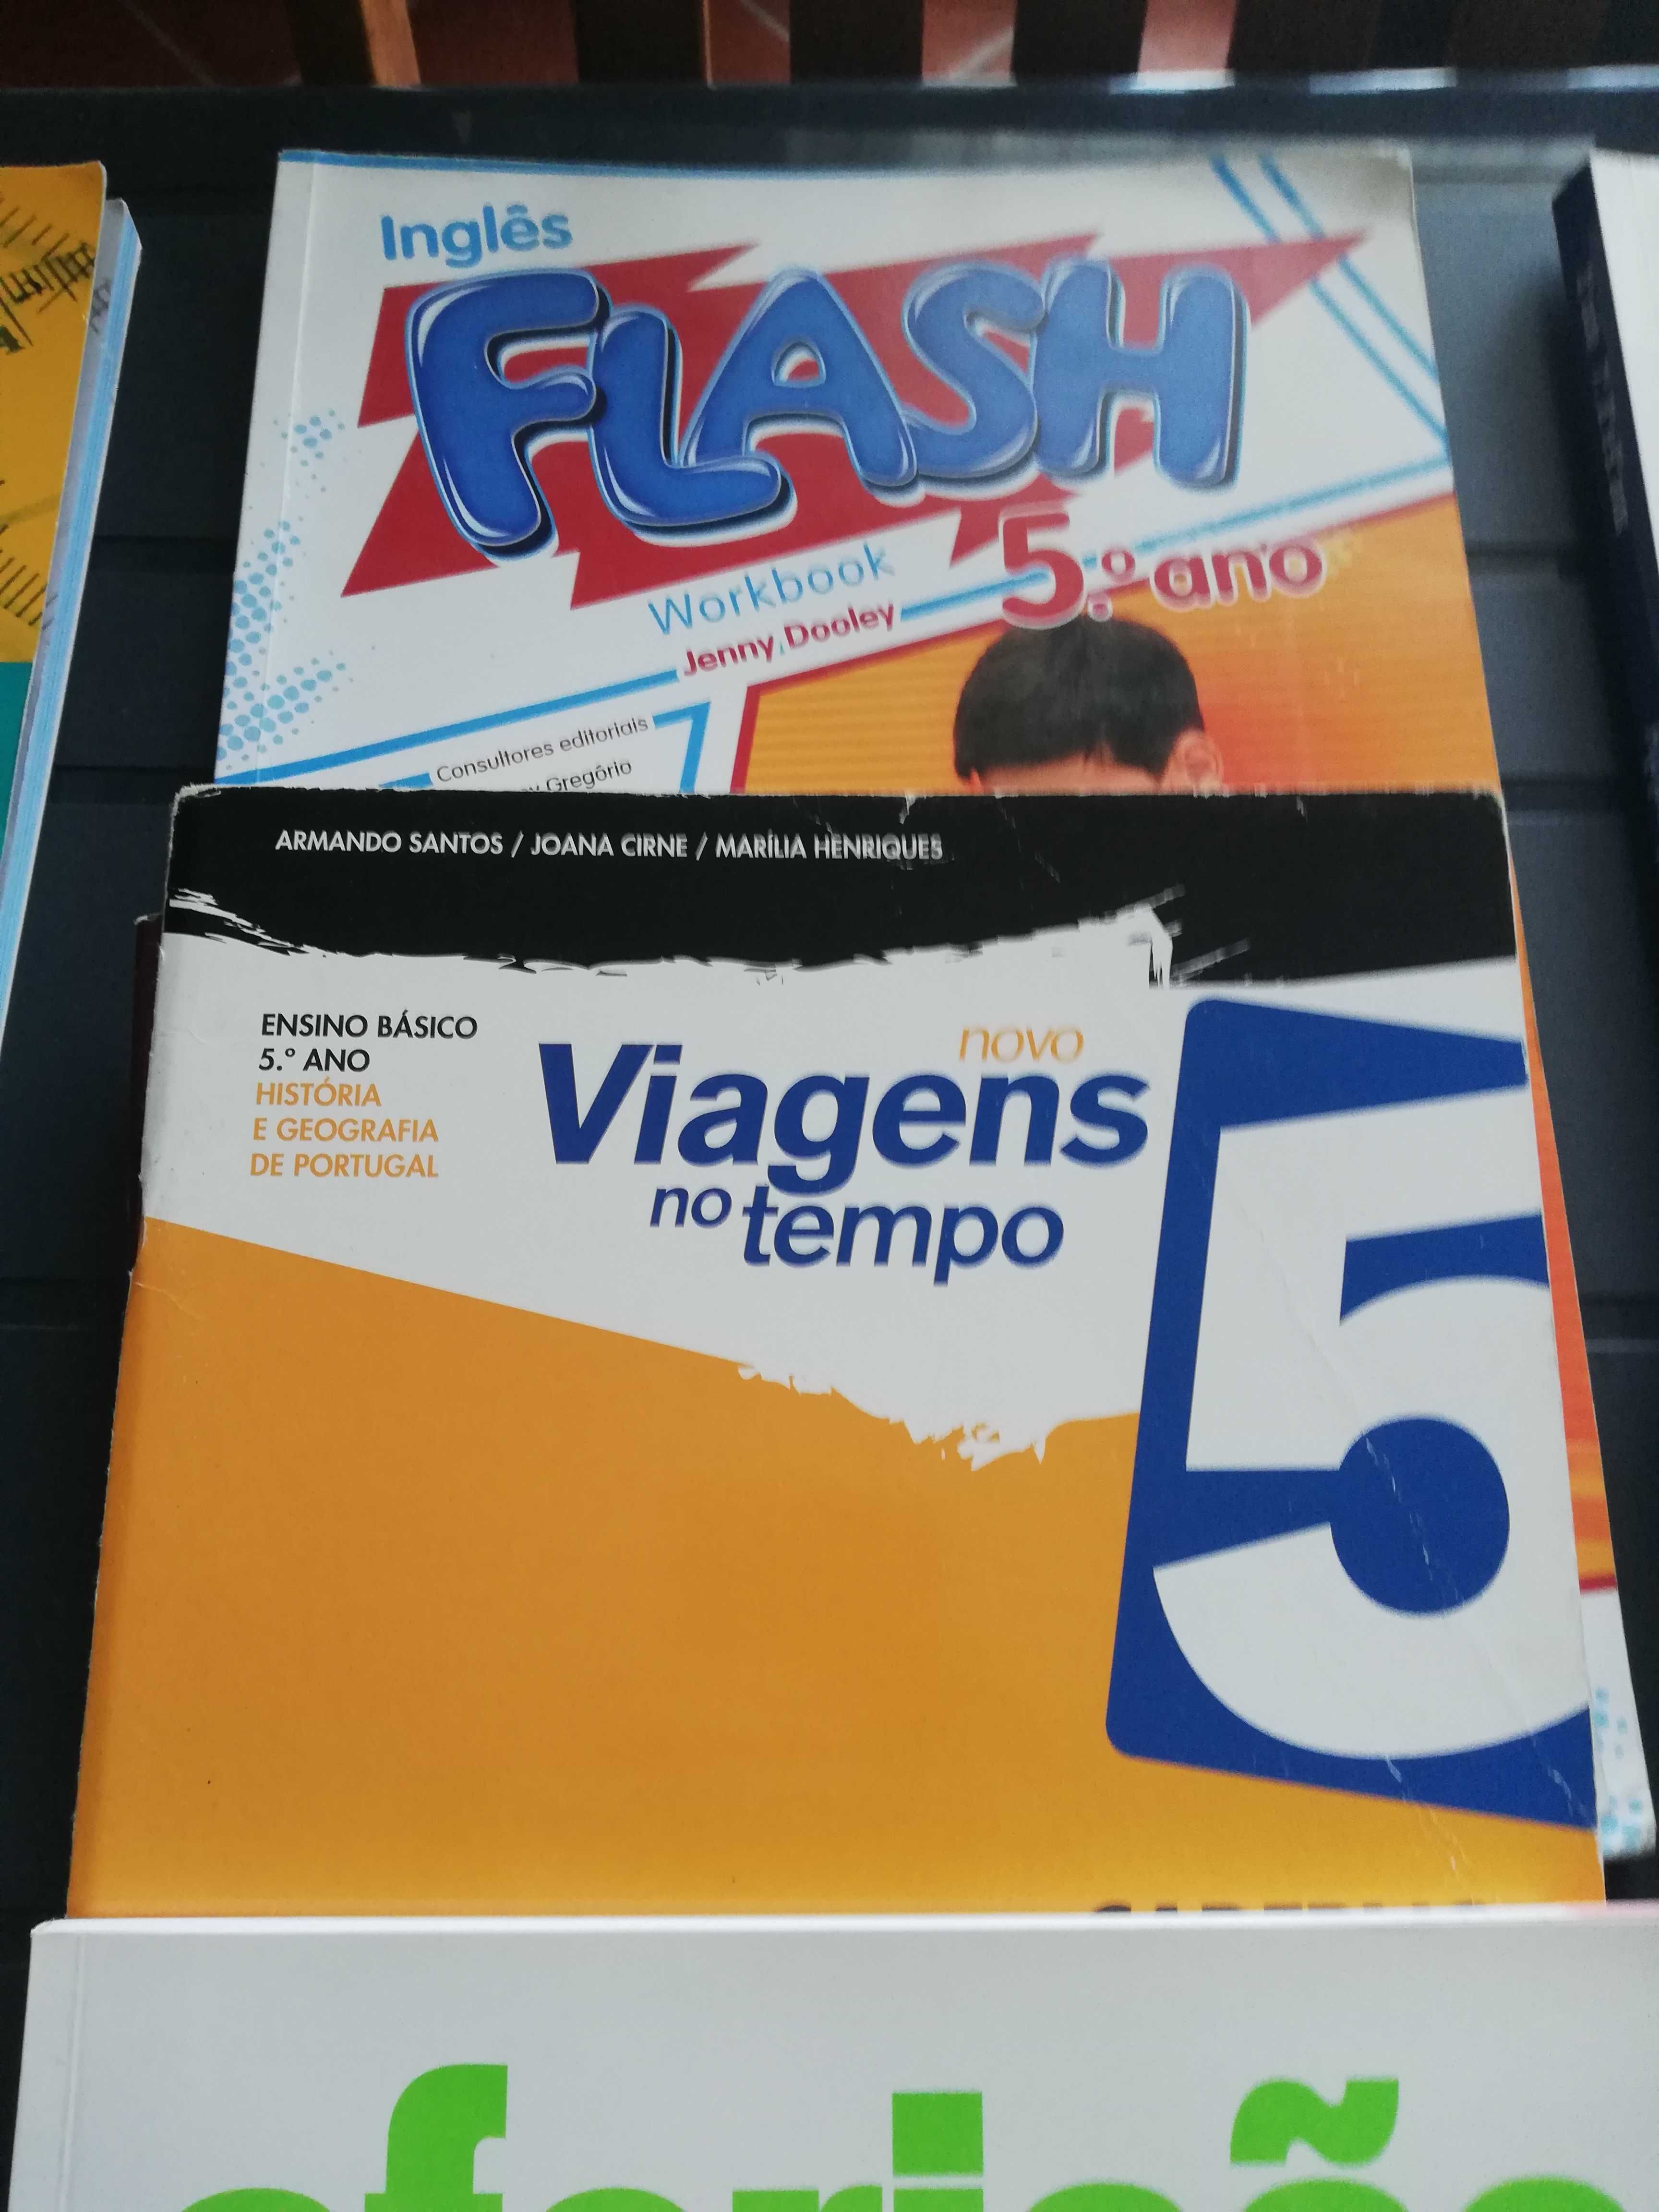 Inglês
FLASH
5.º ano
Workbook
Jenny Dooley
Consultores editoriais
Gregório
ARMANDO SANTOS / JOANA CIRNE / MARÍLIA HENRIQUES
ENSINO BÁSICO
5.º ANO
HISTÓRIA
E GEOGRAFIA
DE PORTUGAL
novo
Viagens
no tempo
5